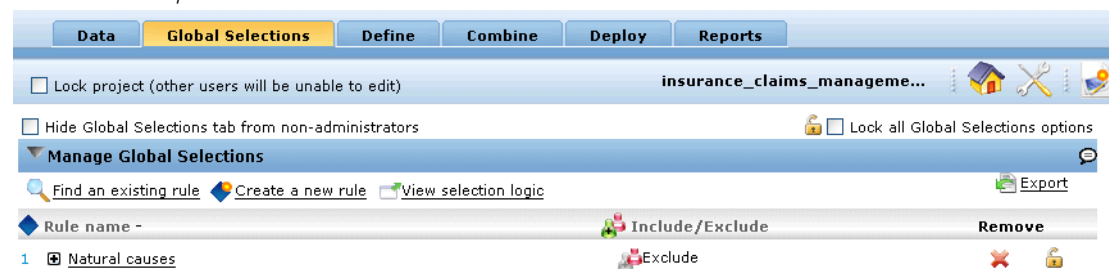 Data Global Selections Define Combine Deploy Reports
Lock project (other users will be unable to edit) insurance_claims_manageme...
Hide Global Selections tab from non-administrators Lock all Global Selections options
Manage Global Selections
Find an existing rule Create a new rule View selection logic Export
Rule name - Include/Exclude Remove
1 Natural causes Exclude